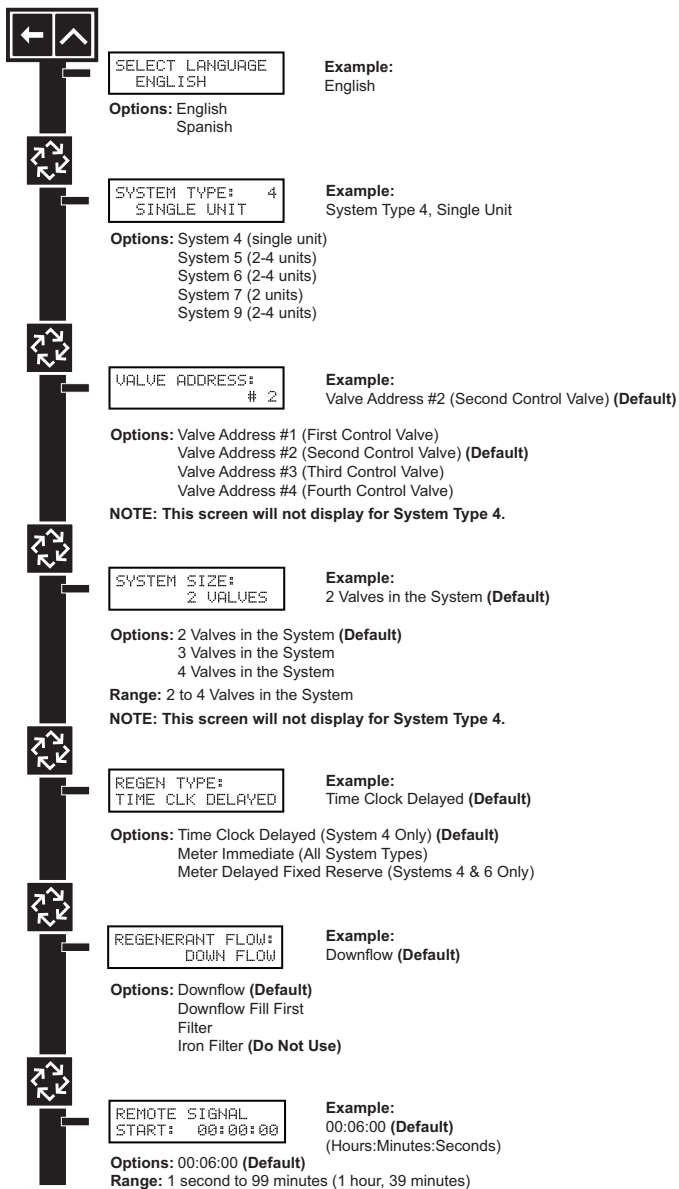 SELECT LANGUAGE
ENGLISH
Example:
English
Options: English
Spanish
SYSTEM TYPE: 4
SINGLE UNIT
Example:
System Type 4, Single Unit
Options: System 4 (single unit)
System 5 (2-4 units)
System 6 (2-4 units)
System 7 (2 units)
System 9 (2-4 units)
VALVE ADDRESS:
# 2
Example:
Valve Address #2 (Second Control Valve) (Default)
Options: Valve Address #1 (First Control Valve)
Valve Address #2 (Second Control Valve) (Default)
Valve Address #3 (Third Control Valve)
Valve Address #4 (Fourth Control Valve)
NOTE: This screen will not display for System Type 4.
SYSTEM SIZE:
2 VALVES
Example:
2 Valves in the System (Default)
Options: 2 Valves in the System (Default)
3 Valves in the System
4 Valves in the System
Range: 2 to 4 Valves in the System
NOTE: This screen will not display for System Type 4.
REGEN TYPE:
TIME CLK DELAYED
Example:
Time Clock Delayed (Default)
Options: Time Clock Delayed (System 4 Only) (Default)
Meter Immediate (All System Types)
Meter Delayed Fixed Reserve (Systems 4 & 6 Only)
REGENERANT FLOW:
DOWN FLOW
Example:
Downflow (Default)
Options: Downflow (Default)
Downflow Fill First
Filter
Iron Filter (Do Not Use)
REMOTE SIGNAL
START: 00:00:00
Example:
00:06:00 (Default)
(Hours:Minutes:Seconds)
Options: 00:06:00 (Default)
Range: 1 second to 99 minutes (1 hour, 39 minutes)